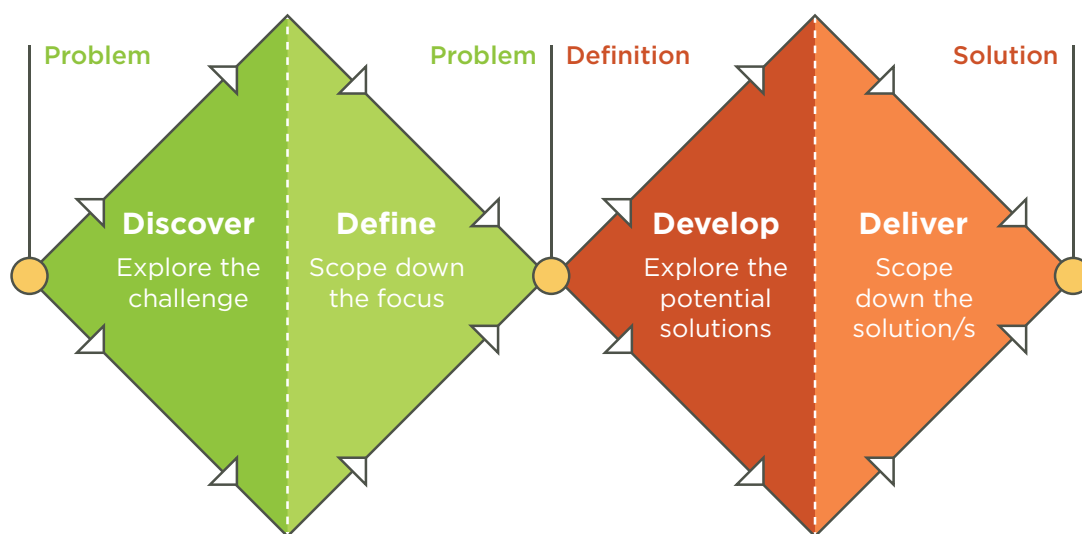 Problem
Problem
Definition
Solution
Discover
Explore the
challenge
Define
Scope down
the focus
Develop
Explore the
potential
solutions
Deliver
Scope
down the
solution/s